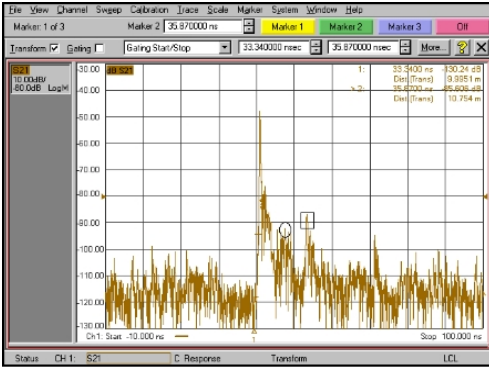 File View Channel Sweep Calibration Trace Scale Marker System Window Help
Marker: 1 of 3 Marker 2 35.870000 ns Marker 1 Marker 2 Marker 3 Off
Transform Gating Gating Start/Stop 33.340000 nsec 35.870000 nsec More... ?
S21
10.00dB/
-80.0dB LogM
-30.00 dB S21
-40.00
-50.00
-60.00
-70.00
-80.00
-90.00
-100.00
-110.00
-120.00
-130.00
1: 33.3400 ns -130.24 dB
Dist.(Trans) 9.9951 m
> 2: 35.8700 ns
Dist.(Trans) 10.754 m
1
Ch1: Start -10.000 ns Stop 100.000 ns
Status CH 1: S21 C Response Transform LCL